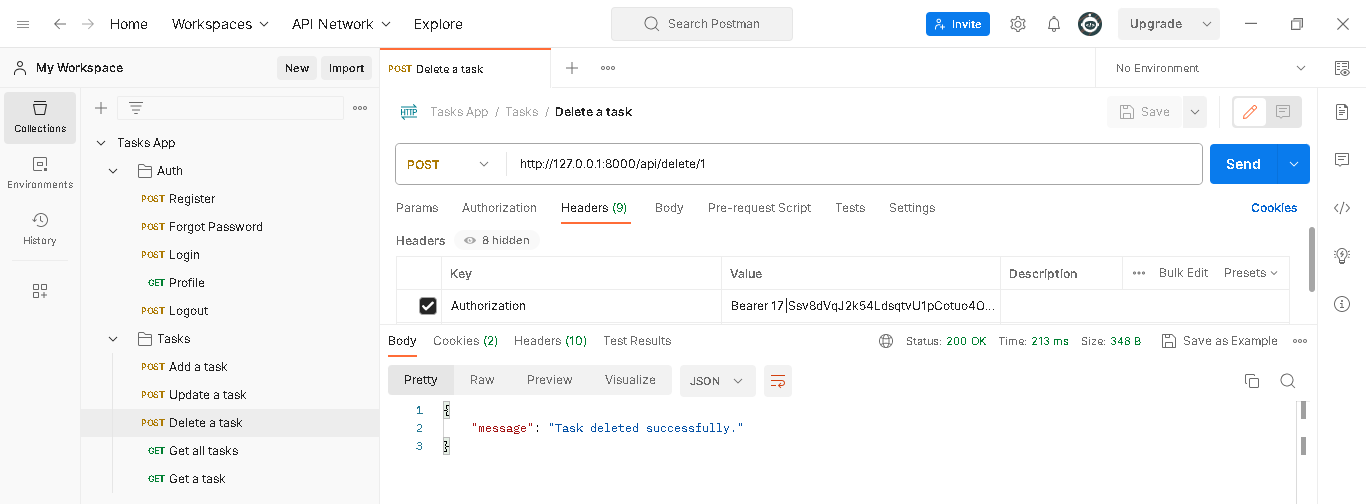 Home Workspaces API Network Explore Search Postman Invite Upgrade
My Workspace New Import POST Delete a task No Environment
Collections
Environments
History
Tasks App
Auth
POST Register
POST Forgot Password
POST Login
GET Profile
POST Logout
Tasks
POST Add a task
POST Update a task
POST Delete a task
GET Get all tasks
GET Get a task
HTTP Tasks App / Tasks / Delete a task Save
POST http://127.0.0.1:8000/api/delete/1 Send
Params Authorization Headers (9) Body Pre-request Script Tests Settings Cookies
Headers 8 hidden
Key Value Description Bulk Edit Presets
Authorization Bearer 17|Ssv8dVqJ2k54LdsqtvU1pCotuo4O...
Body Cookies (2) Headers (10) Test Results Status: 200 OK Time: 213 ms Size: 348 B Save as Example
Pretty Raw Preview Visualize JSON
1 {
2 "message": "Task deleted successfully."
3 }